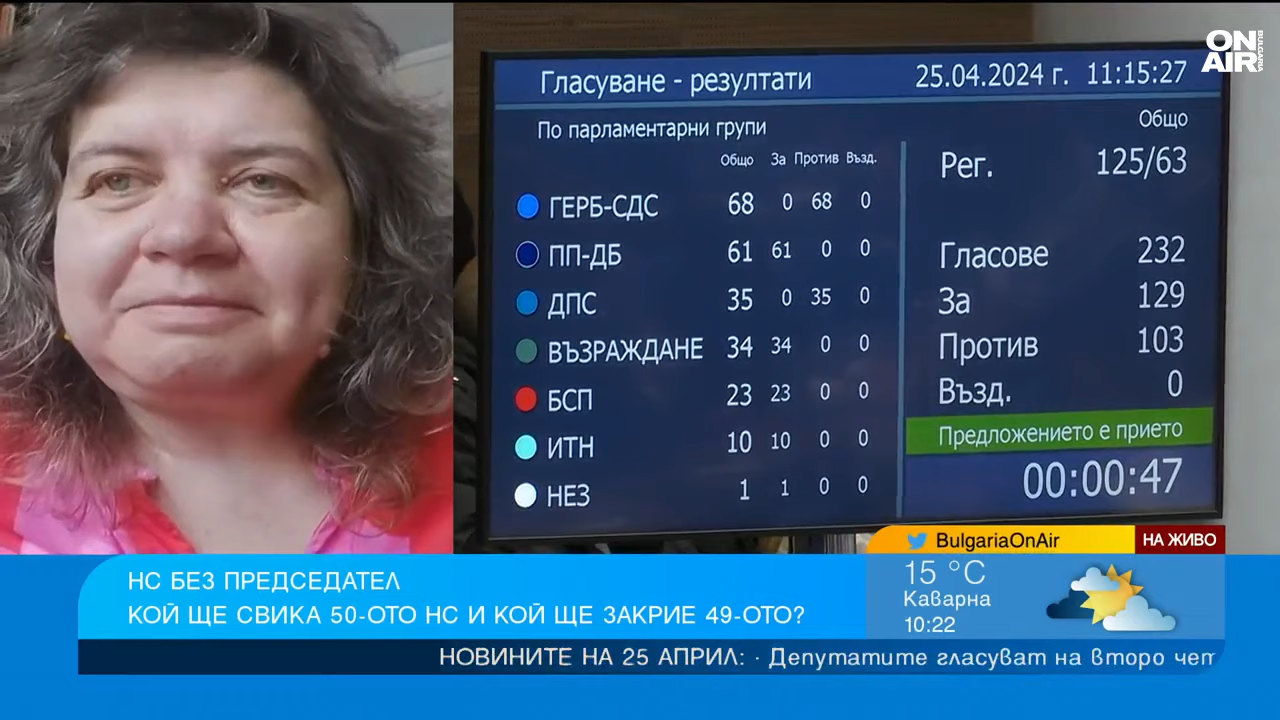 ON AIR BULGARIA
Гласуване - резултати 25.04.2024 г. 11:15:27
По парламентарни групи
Общо За Против Възд.
ГЕРБ-СДС 68 0 68 0
ПП-ДБ 61 61 0 0
ДПС 35 0 35 0
ВЪЗРАЖДАНЕ 34 34 0 0
БСП 23 23 0 0
ИТН 10 10 0 0
НЕЗ 1 1 0 0
Общо
Рег. 125/63
Гласове 232
За 129
Против 103
Възд. 0
Предложението е прието
00:00:47
BulgariaOnAir НА ЖИВО
15 °C
Каварна
10:22
НС БЕЗ ПРЕДСЕДАТЕЛ
КОЙ ЩЕ СВИКА 50-ОТО НС И КОЙ ЩЕ ЗАКРИЕ 49-ОТО?
НОВИНИТЕ НА 25 АПРИЛ: · Депутатите гласуват на второ чет